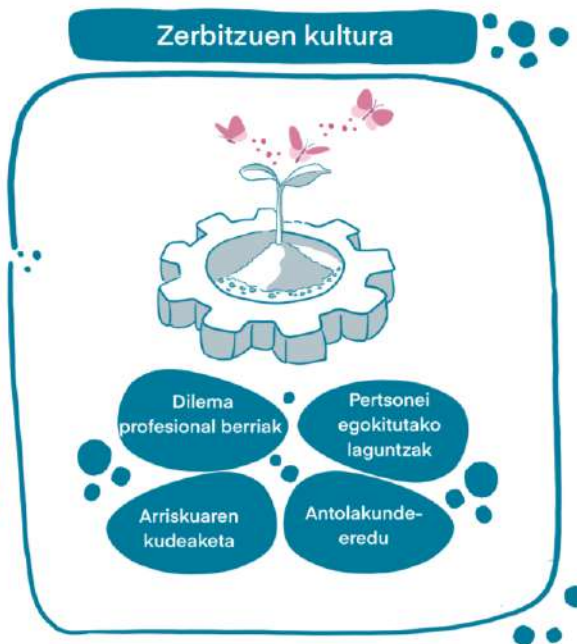 Zerbitzuen kultura
Dilema
profesional berriak
Pertsonei
egokitutako
laguntzak
Arriskuaren
kudeaketa
Antolakunde-
eredu